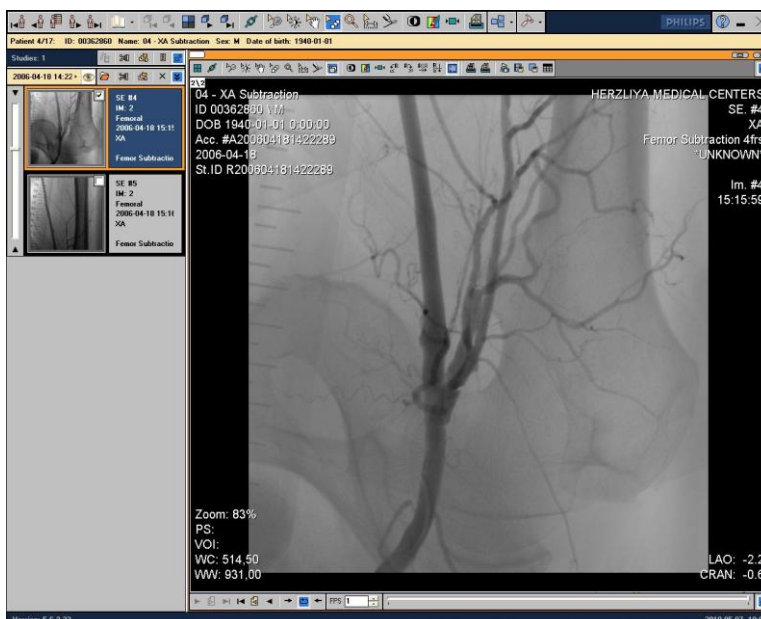 PHILIPS
Patient 4/17: ID: 00362860 Name: 04 - XA Subtraction Sex: M Date of birth: 1940-01-01
Studies: 1
2006-04-18 14:22
SE #4
IM: 2
Femoral
2006-04-18 15:15
XA
Femor Subtractio
SE #5
IM: 2
Femoral
2006-04-18 15:16
XA
Femor Subtractio
2\2
04 - XA Subtraction
ID 00362860 \ M
DOB 1940-01-01 0:00:00
Acc. #A200604181422289
2006-04-18
St.ID R200604181422289
HERZLIYA MEDICAL CENTERS
SE. #4
XA
Femor Subtraction 4frs
*UNKNOWN*
Im. #4
15:15:59
Zoom: 83%
PS:
VOI:
WC: 514,50
WW: 931,00
LAO: -2.2
CRAN: -0.6
FPS 1